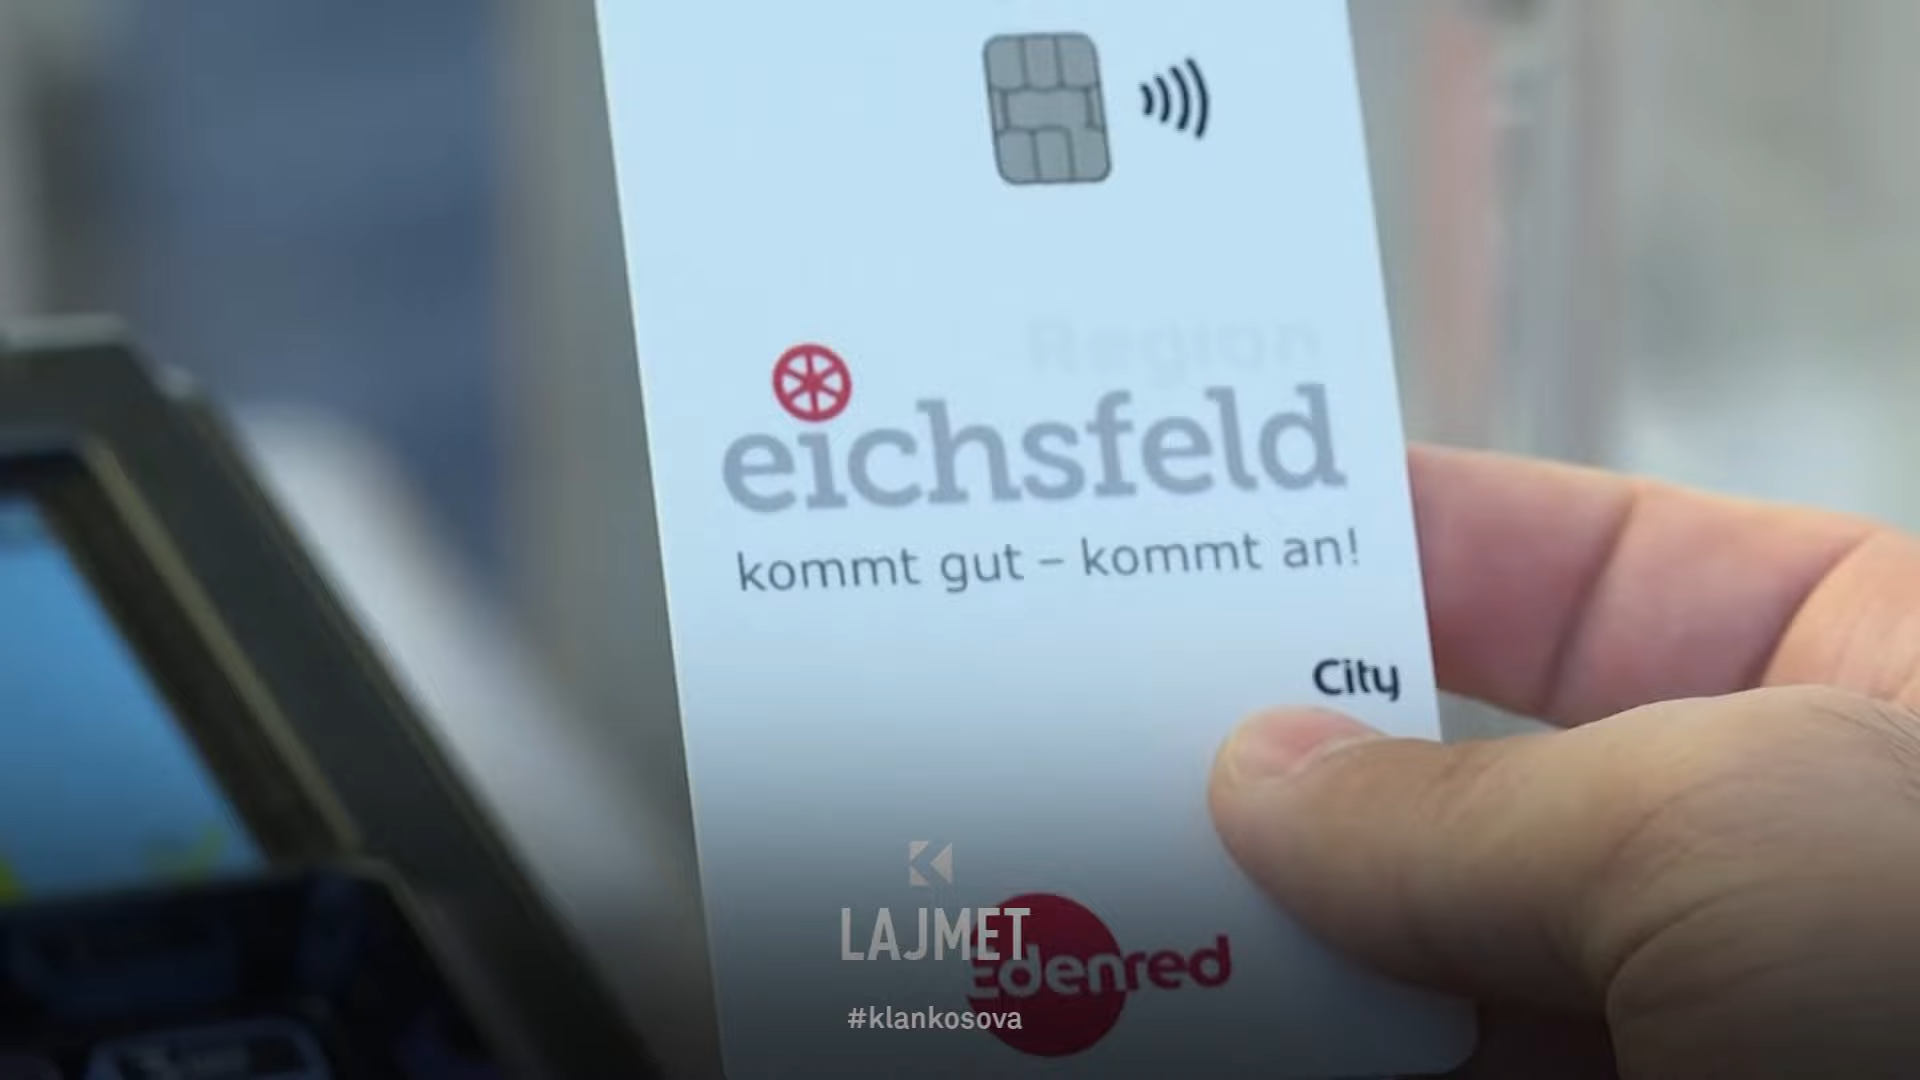 Region
eichsfeld
kommt gut – kommt an!
City
LAJMET
Edenred
#klankosova